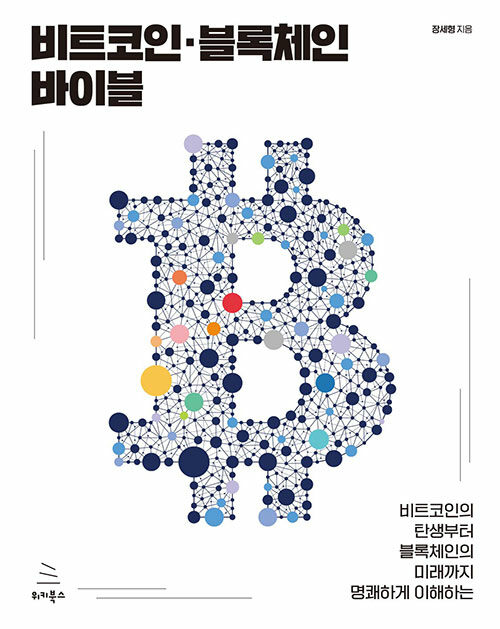 비트코인·블록체인
바이블
장세형 지음
비트코인의
탄생부터
블록체인의
미래까지
명쾌하게 이해하는
위키북스